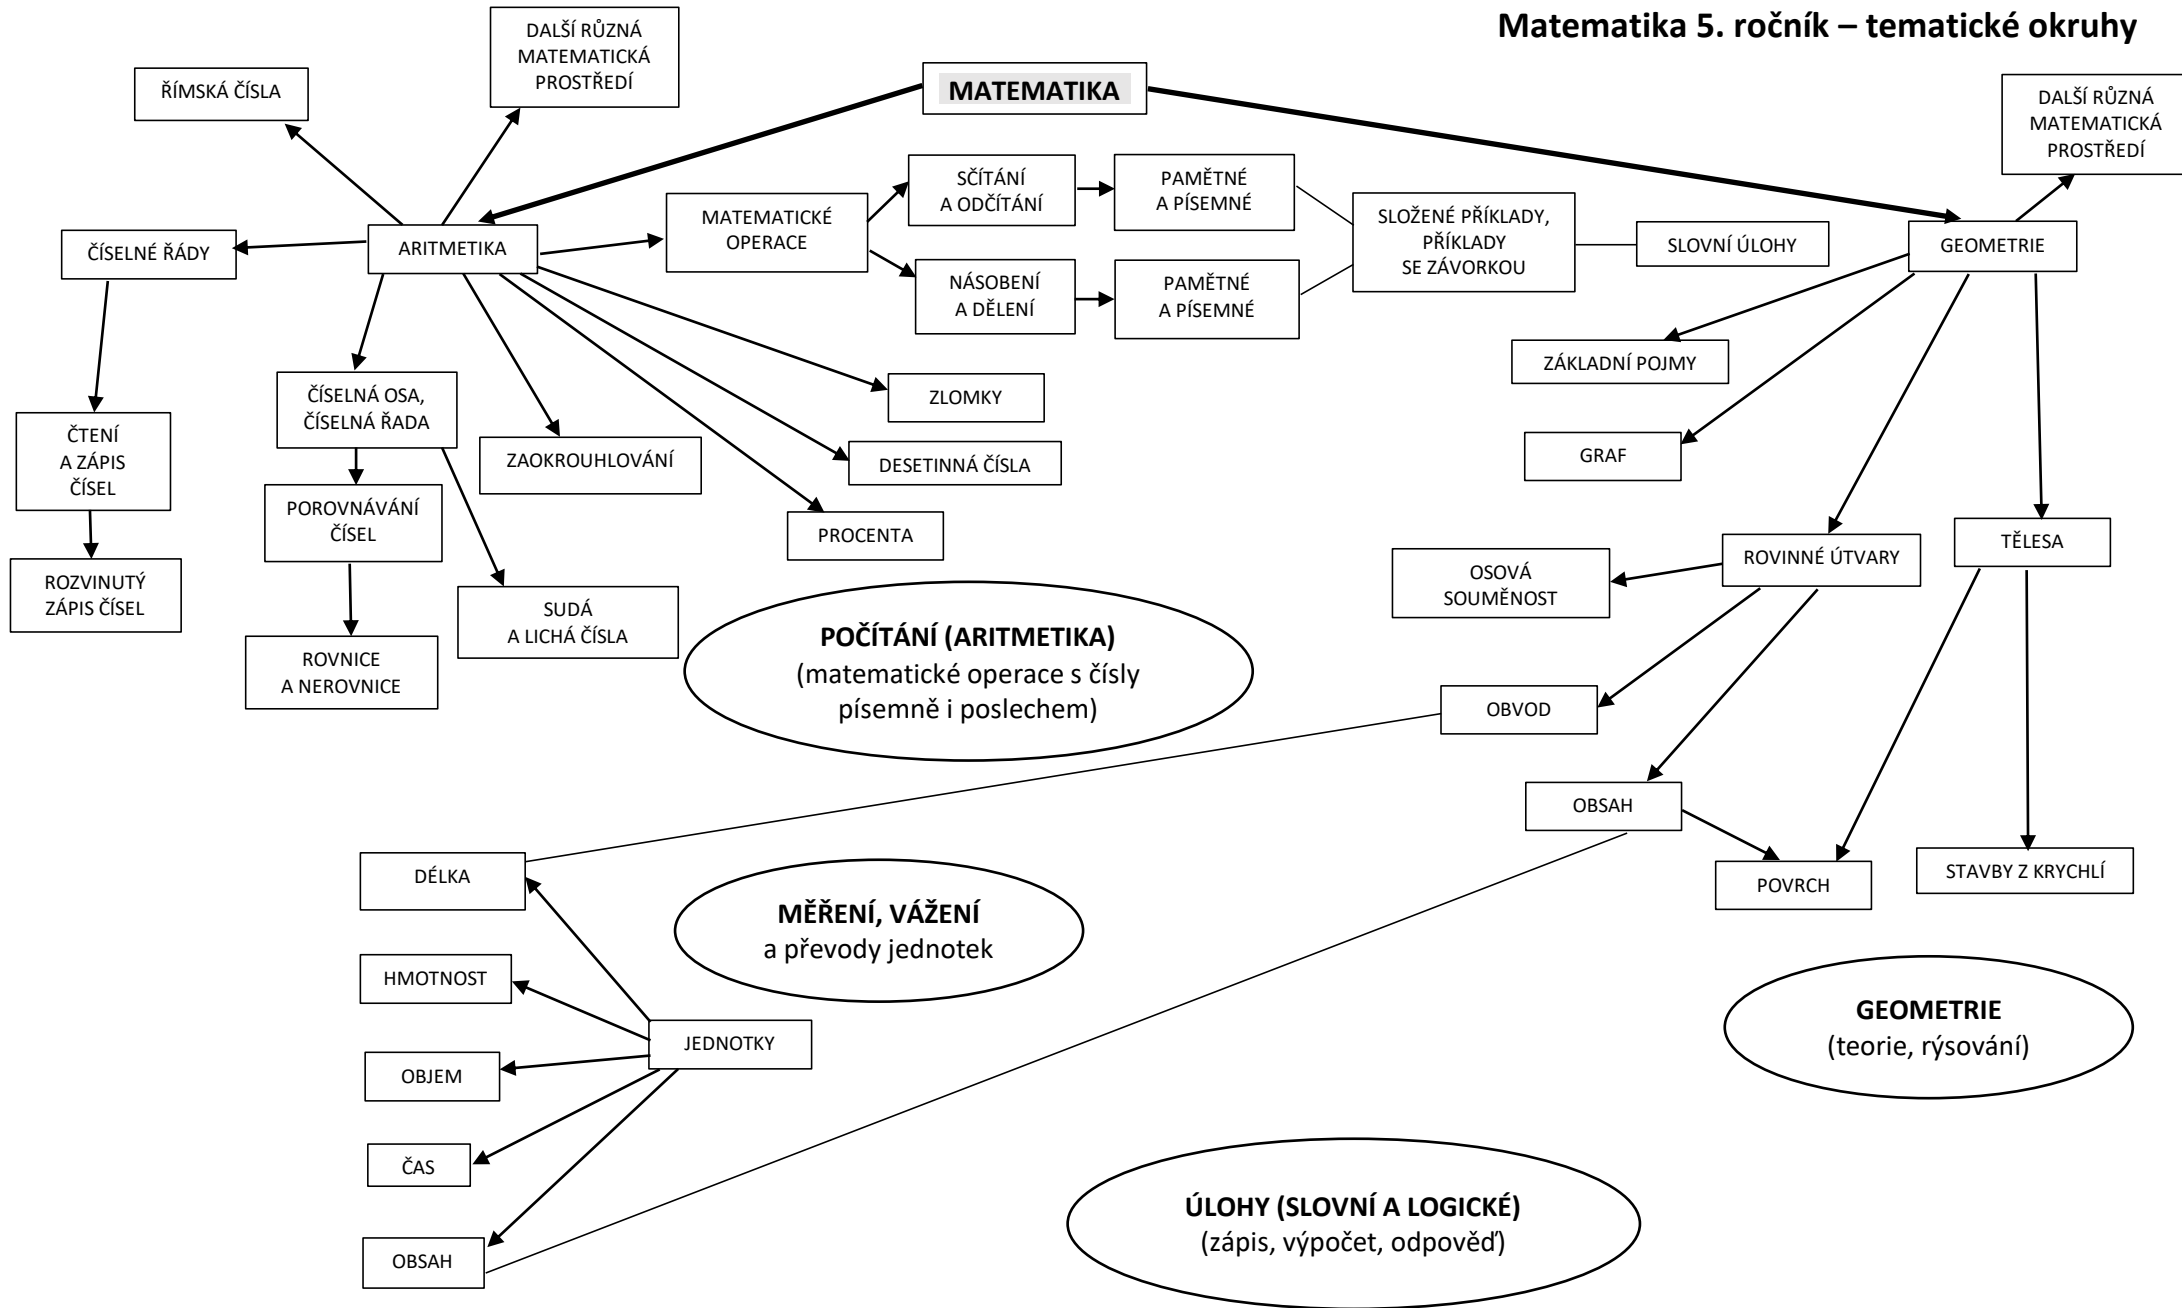 Matematika 5. ročník – tematické okruhy
MATEMATIKA
ŘÍMSKÁ ČÍSLA
DALŠÍ RŮZNÁ
MATEMATICKÁ
PROSTŘEDÍ
DALŠÍ RŮZNÁ
MATEMATICKÁ
PROSTŘEDÍ
ČÍSELNÉ ŘÁDY
ARITMETIKA
MATEMATICKÉ
OPERACE
SČÍTÁNÍ
A ODČÍTÁNÍ
PAMĚTNÉ
A PÍSEMNÉ
NÁSOBENÍ
A DĚLENÍ
PAMĚTNÉ
A PÍSEMNÉ
SLOŽENÉ PŘÍKLADY,
PŘÍKLADY
SE ZÁVORKOU
SLOVNÍ ÚLOHY
GEOMETRIE
ZÁKLADNÍ POJMY
GRAF
ČTENÍ
A ZÁPIS
ČÍSEL
ROZVINUTÝ
ZÁPIS ČÍSEL
ČÍSELNÁ OSA,
ČÍSELNÁ ŘADA
POROVNÁVÁNÍ
ČÍSEL
ROVNICE
A NEROVNICE
SUDÁ
A LICHÁ ČÍSLA
ZAOKROUHLOVÁNÍ
ZLOMKY
DESETINNÁ ČÍSLA
PROCENTA
OSOVÁ
SOUMĚNOST
ROVINNÉ ÚTVARY
TĚLESA
OBVOD
OBSAH
POVRCH
STAVBY Z KRYCHLÍ
POČÍTÁNÍ (ARITMETIKA)
(matematické operace s čísly
písemně i poslechem)
DÉLKA
HMOTNOST
OBJEM
ČAS
OBSAH
JEDNOTKY
MĚŘENÍ, VÁŽENÍ
a převody jednotek
GEOMETRIE
(teorie, rýsování)
ÚLOHY (SLOVNÍ A LOGICKÉ)
(zápis, výpočet, odpověď)